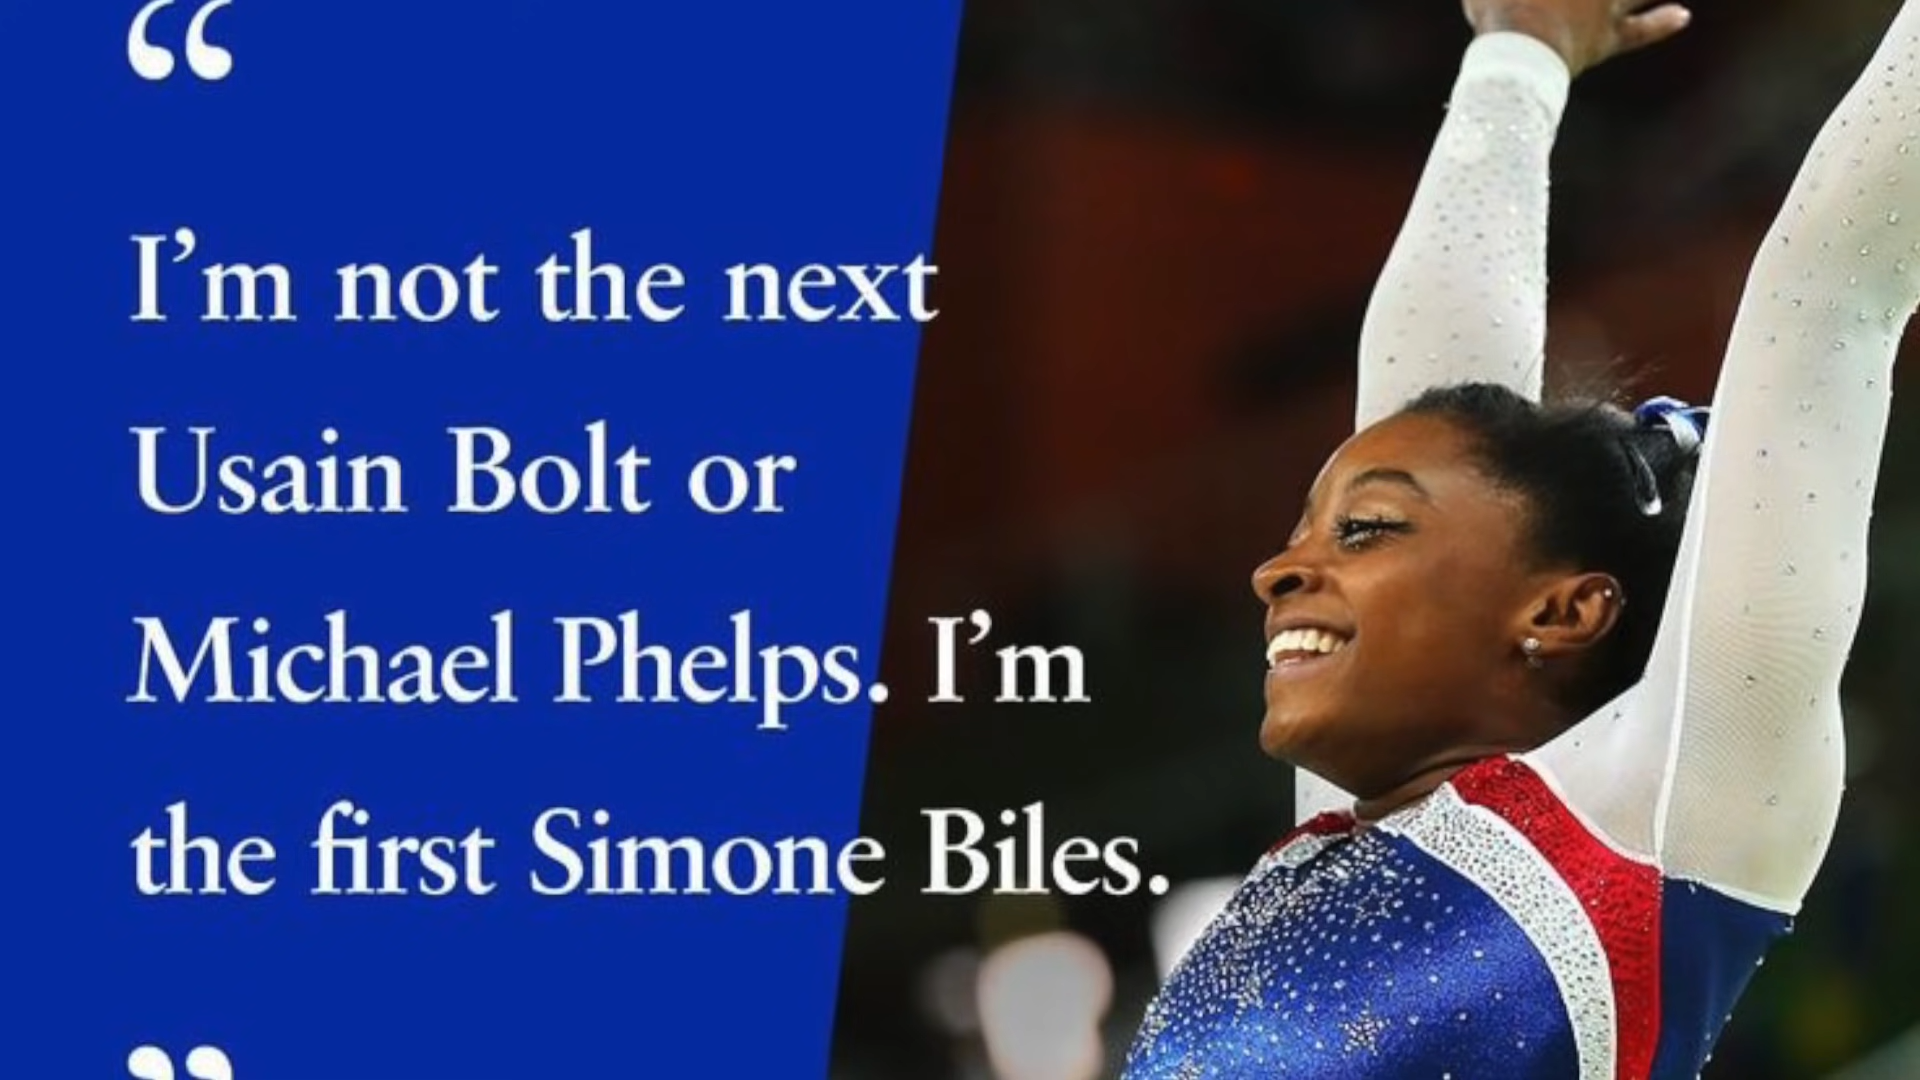 “
I’m not the next
Usain Bolt or
Michael Phelps. I’m
the first Simone Biles.
”